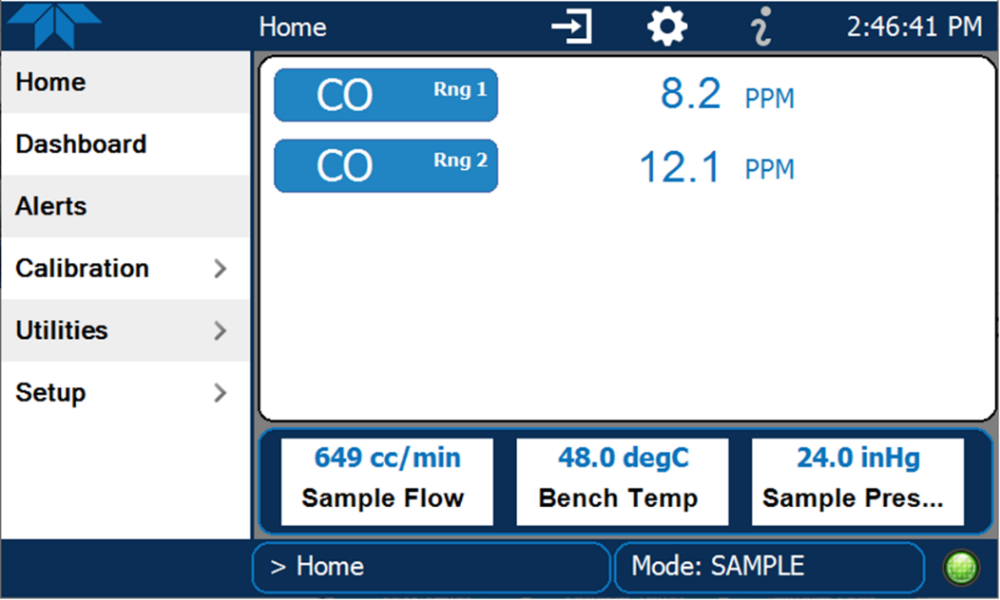 Home
2:46:41 PM
Home
Dashboard
Alerts
Calibration
Utilities
Setup
CO Rng 1 8.2 PPM
CO Rng 2 12.1 PPM
649 cc/min
Sample Flow
48.0 degC
Bench Temp
24.0 inHg
Sample Pres...
> Home
Mode: SAMPLE